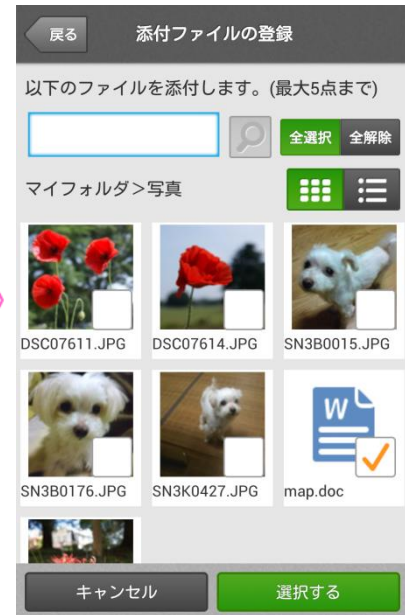 戻る 添付ファイルの登録
以下のファイルを添付します。(最大5点まで)
全選択 全解除
マイフォルダ>写真
DSC07611.JPG DSC07614.JPG SN3B0015.JPG
W
SN3B0176.JPG SN3K0427.JPG map.doc
キャンセル 選択する